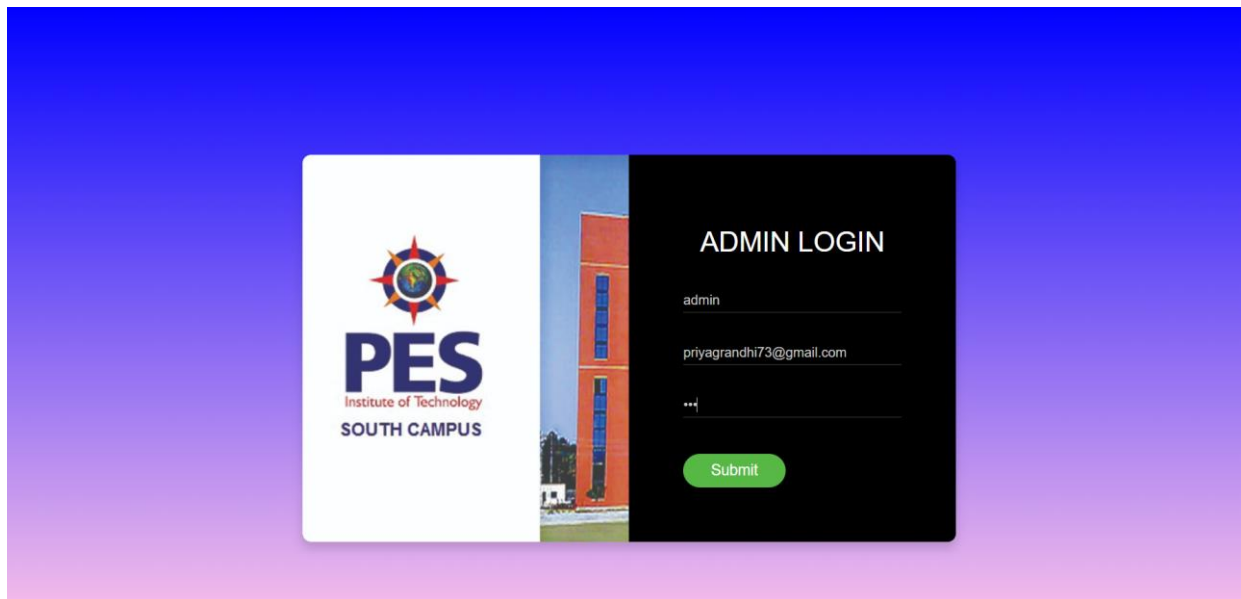 PES
Institute of Technology
SOUTH CAMPUS
ADMIN LOGIN
admin
priyagrandhi73@gmail.com
•••
Submit